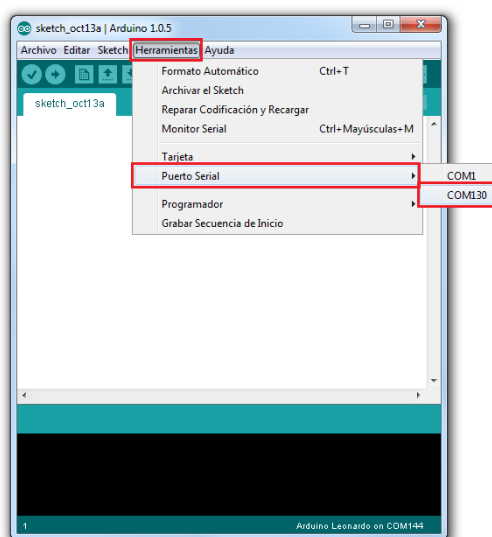 sketch_oct13a | Arduino 1.0.5
Archivo Editar Sketch Herramientas Ayuda
sketch_oct13a
Formato Automático Ctrl+T
Archivar el Sketch
Reparar Codificación y Recargar
Monitor Serial Ctrl+Mayúsculas+M
Tarjeta
Puerto Serial
COM1
COM130
Programador
Grabar Secuencia de Inicio
1 Arduino Leonardo on COM144